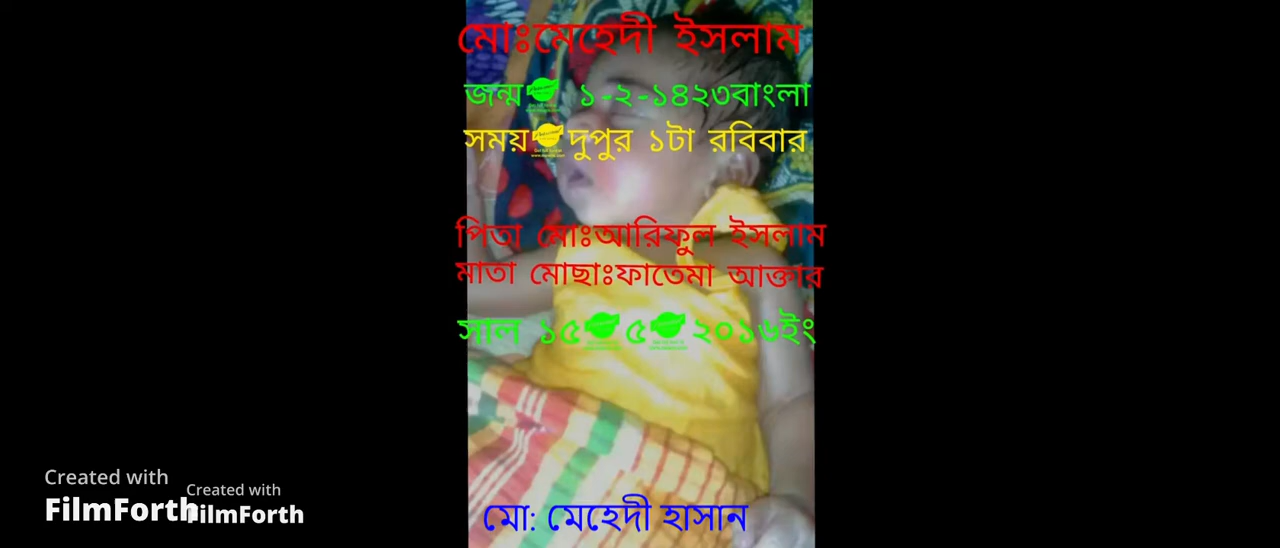 মোঃমেহেদী ইসলাম
জন্ম ১-২-১৪২৩বাংলা
সময় দুপুর ১টা রবিবার
পিতা মোঃআরিফুল ইসলাম
মাতা মোছাঃফাতেমা আক্তার
সাল ১৫ ৫ ২০১৬ইং
মো: মেহেদী হাসান
Created with
FilmForth
Created with
FilmForth